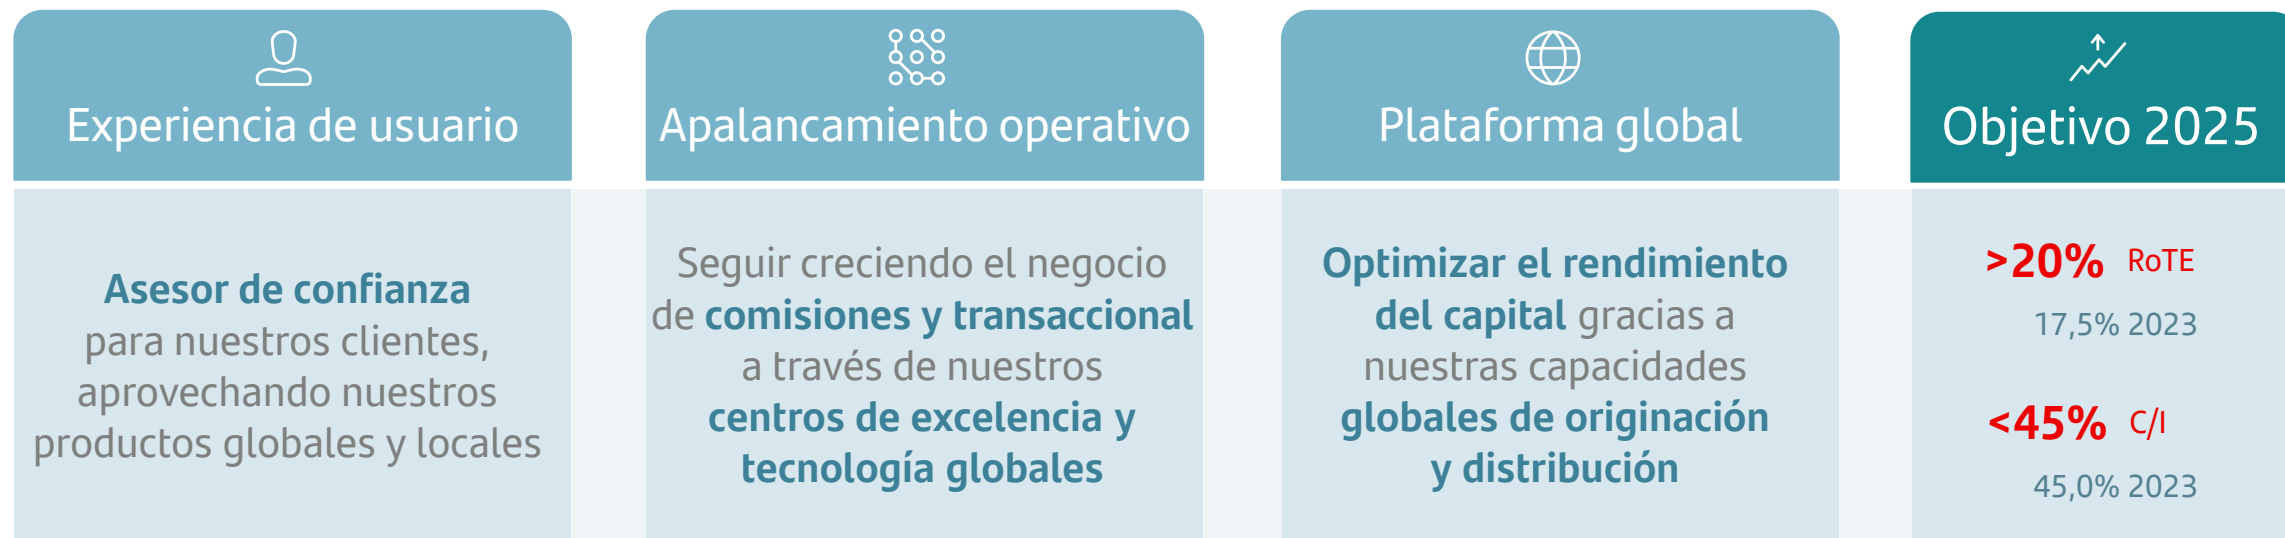 Experiencia de usuario
Asesor de confianza
para nuestros clientes,
aprovechando nuestros
productos globales y locales
Apalancamiento operativo
Seguir creciendo el negocio
de comisiones y transaccional
a través de nuestros
centros de excelencia y
tecnología globales
Plataforma global
Optimizar el rendimiento
del capital gracias a
nuestras capacidades
globales de originación
y distribución
Objetivo 2025
>20% RoTE
17,5% 2023
<45% C/I
45,0% 2023